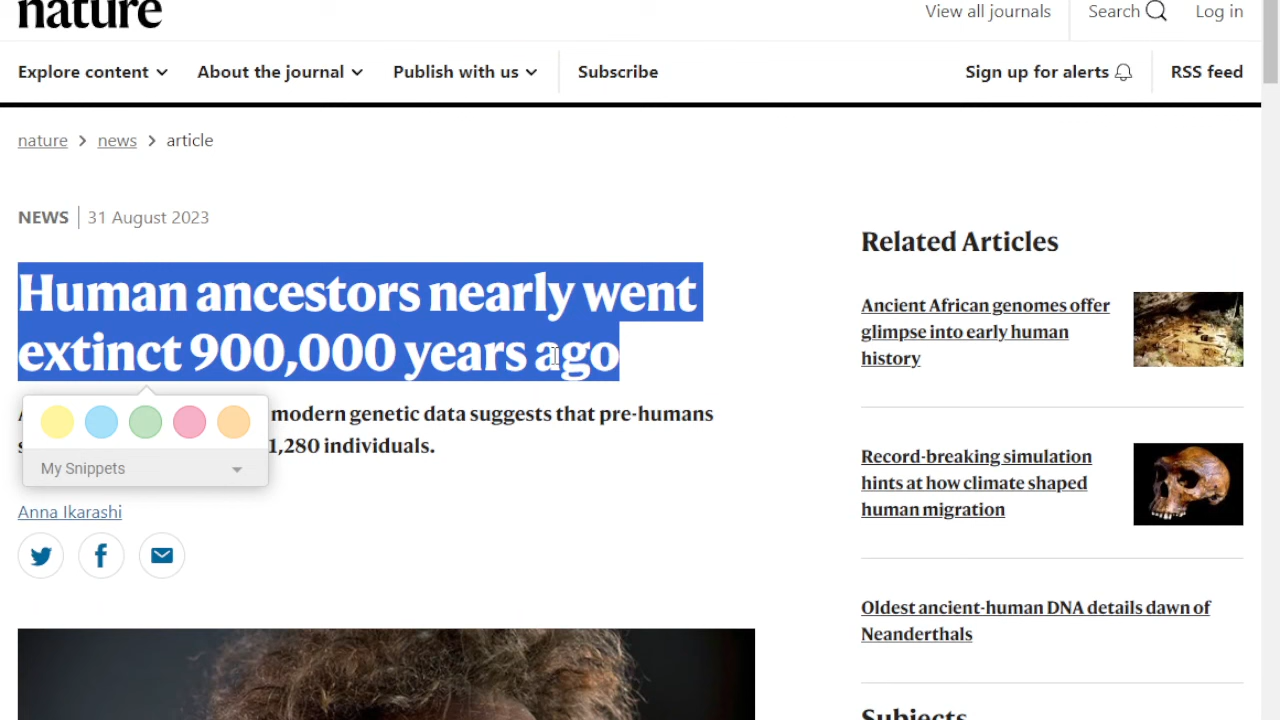 nature
View all journals
Search
Log in
Explore content
About the journal
Publish with us
Subscribe
Sign up for alerts
RSS feed
nature > news > article
NEWS | 31 August 2023
Human ancestors nearly went
extinct 900,000 years ago
modern genetic data suggests that pre-humans
1,280 individuals.
My Snippets
Anna Ikarashi
Related Articles
Ancient African genomes offer
glimpse into early human
history
Record-breaking simulation
hints at how climate shaped
human migration
Oldest ancient-human DNA details dawn of
Neanderthals
Subjects